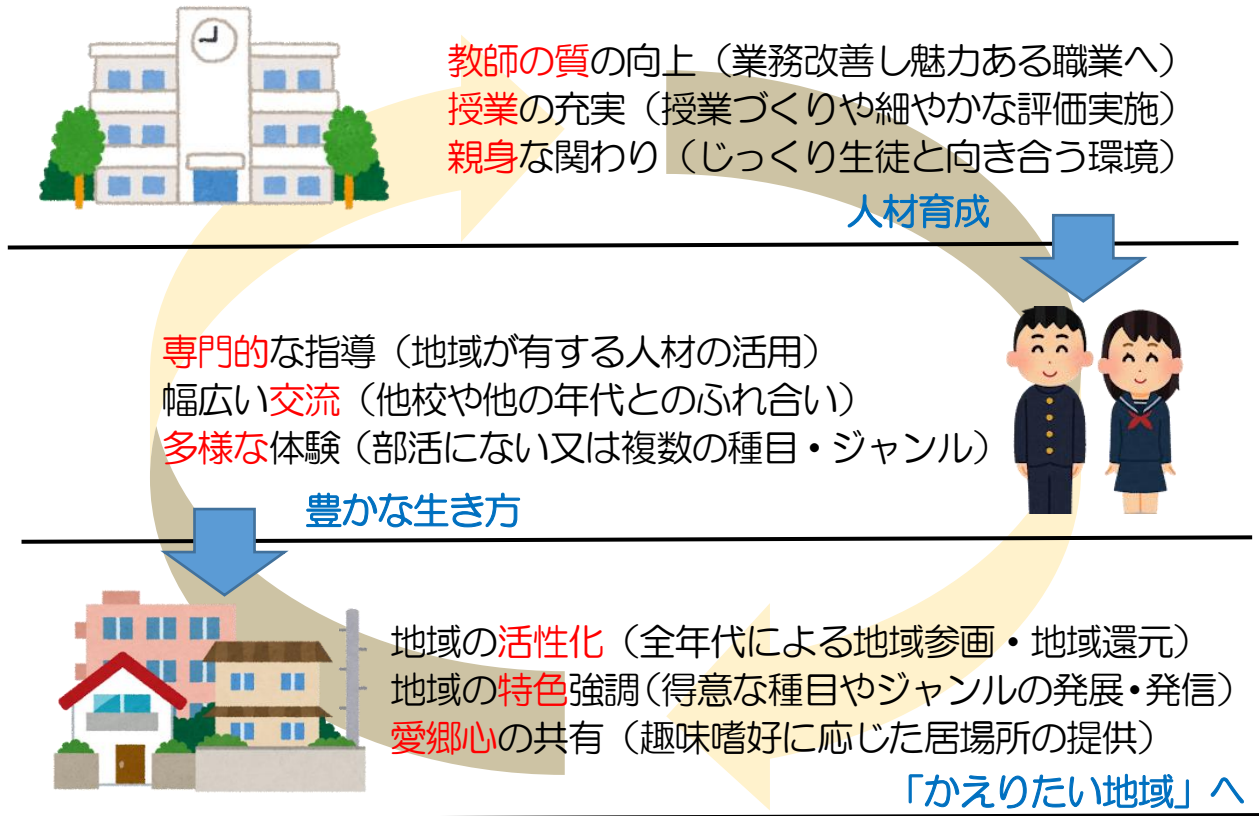 教師の質の向上（業務改善し魅力ある職業へ）
授業の充実（授業づくりや細やかな評価実施）
親身な関わり（じっくり生徒と向き合う環境）
人材育成
専門的な指導（地域が有する人材の活用）
幅広い交流（他校や他の年代とのふれ合い）
多様な体験（部活にない又は複数の種目・ジャンル）
豊かな生き方
地域の活性化（全年代による地域参画・地域還元）
地域の特色強調（得意な種目やジャンルの発展・発信）
愛郷心の共有（趣味嗜好に応じた居場所の提供）
「かえりたい地域」へ